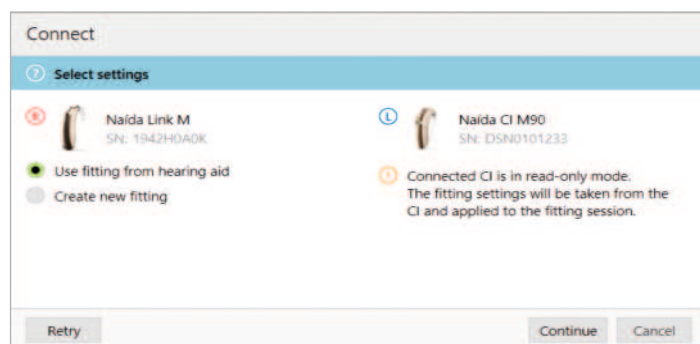 Connect
? Select settings
R
Naída Link M
SN: 1942H0A0K
Use fitting from hearing aid
Create new fitting
L
Naída CI M90
SN: DSN0101233
! Connected CI is in read-only mode.
The fitting settings will be taken from the
CI and applied to the fitting session.
Retry
Continue
Cancel